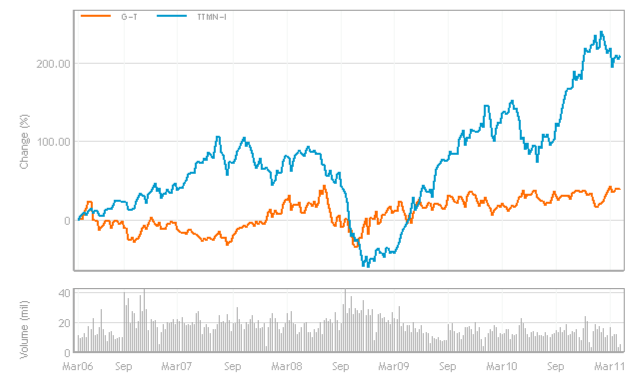 G-T TTMN-I
200.00
100.00
0
Change (%)
40
20
0
Volume (mil)
Mar06 Sep Mar07 Sep Mar08 Sep Mar09 Sep Mar10 Sep Mar11